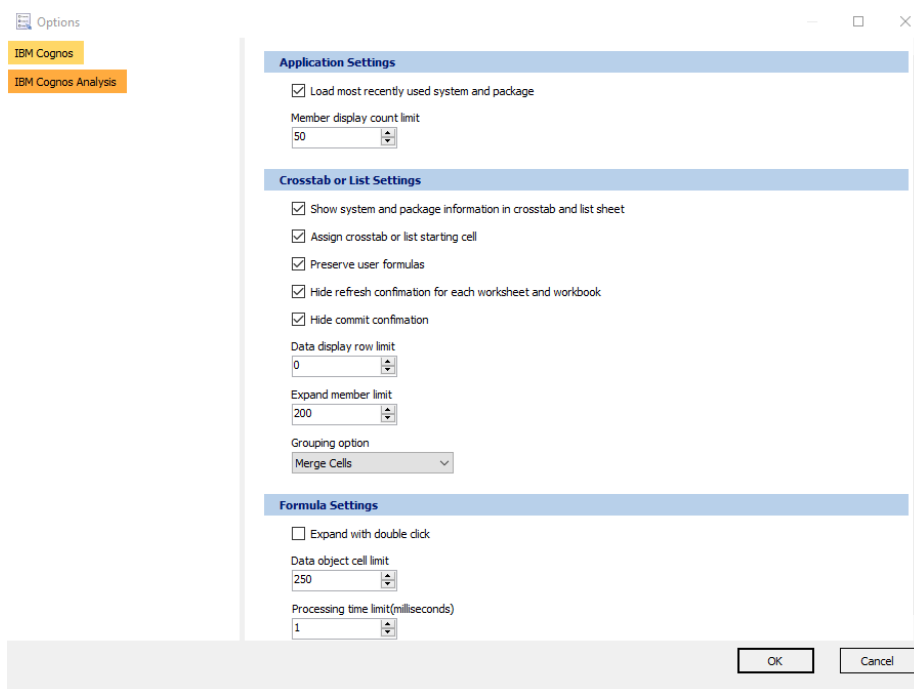 Options
IBM Cognos
IBM Cognos Analysis
Application Settings
Load most recently used system and package
Member display count limit
50
Crosstab or List Settings
Show system and package information in crosstab and list sheet
Assign crosstab or list starting cell
Preserve user formulas
Hide refresh confimation for each worksheet and workbook
Hide commit confimation
Data display row limit
0
Expand member limit
200
Grouping option
Merge Cells
Formula Settings
Expand with double click
Data object cell limit
250
Processing time limit(milliseconds)
1
OK Cancel